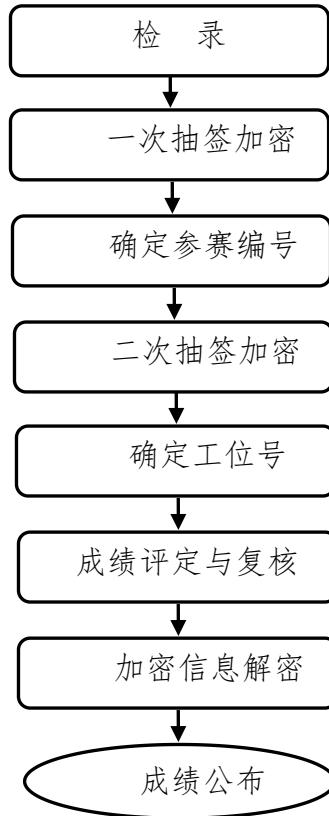 检 录
一次抽签加密
确定参赛编号
二次抽签加密
确定工位号
成绩评定与复核
加密信息解密
成绩公布